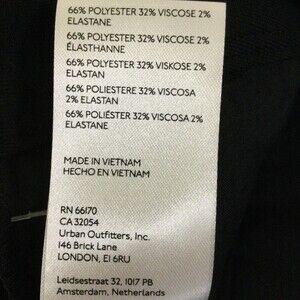 66% POLYESTER 32% VISCOSE 2%
ELASTANE
66% POLYESTER 32% VISCOSE 2%
ÉLASTHANNE
66% POLYESTER 32% VISKOSE 2%
ELASTAN
66% POLIESTERE 32% VISCOSA
2% ELASTAN
66% POLIÉSTER 32% VISCOSA 2%
ELASTANE
MADE IN VIETNAM
HECHO EN VIETNAM
RN 66170
CA 32054
Urban Outfitters, Inc.
146 Brick Lane
LONDON, E1 6RU
Leidsestraat 32, 1017 PB
Amsterdam, Netherlands